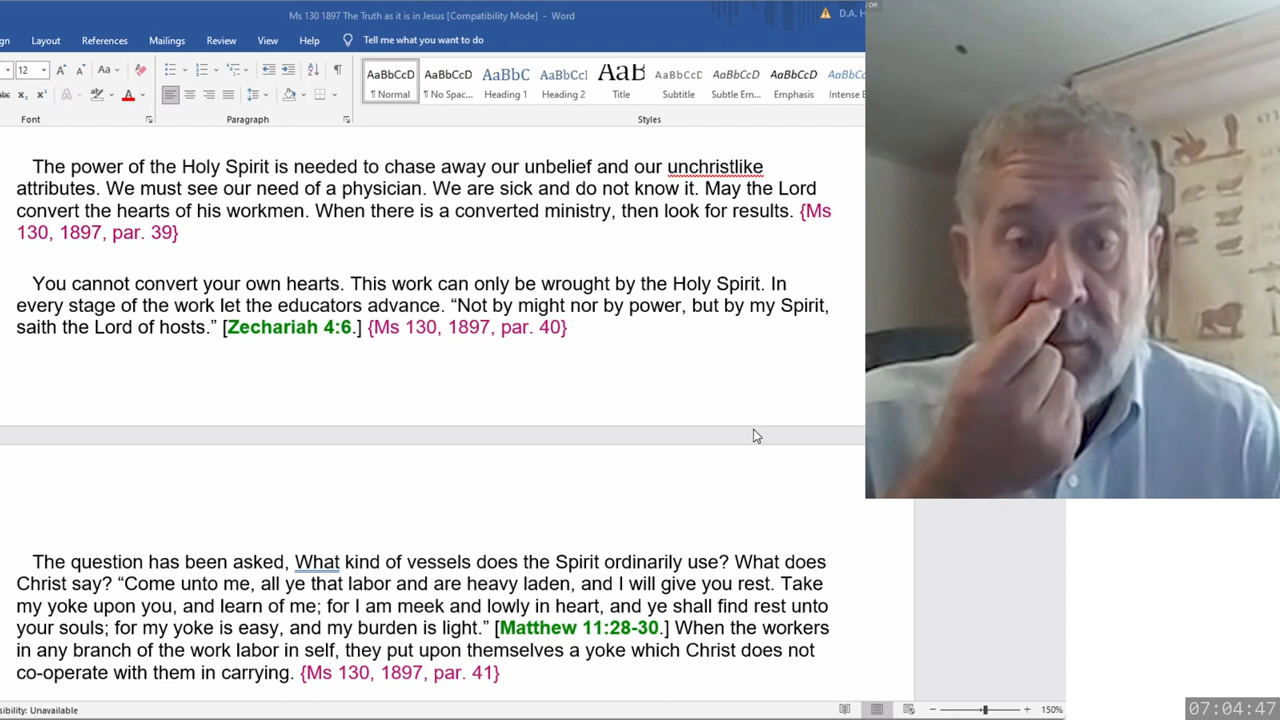 Ms 130 1897 The Truth as it is in Jesus [Compatibility Mode] - Word
D.A. H
gn Layout References Mailings Review View Help Tell me what you want to do
12 Aa
AaBbCcD AaBbCcD AaBbC AaBbCc AaB AaBbCcD AaBbCcD AaBbCcD AaBbCc
¶ Normal ¶ No Spac... Heading 1 Heading 2 Title Subtitle Subtle Em... Emphasis Intense E
Font Paragraph Styles
The power of the Holy Spirit is needed to chase away our unbelief and our unchristlike
attributes. We must see our need of a physician. We are sick and do not know it. May the Lord
convert the hearts of his workmen. When there is a converted ministry, then look for results. {Ms
130, 1897, par. 39}
You cannot convert your own hearts. This work can only be wrought by the Holy Spirit. In
every stage of the work let the educators advance. “Not by might nor by power, but by my Spirit,
saith the Lord of hosts.” [Zechariah 4:6.] {Ms 130, 1897, par. 40}
The question has been asked, What kind of vessels does the Spirit ordinarily use? What does
Christ say? “Come unto me, all ye that labor and are heavy laden, and I will give you rest. Take
my yoke upon you, and learn of me; for I am meek and lowly in heart, and ye shall find rest unto
your souls; for my yoke is easy, and my burden is light.” [Matthew 11:28-30.] When the workers
in any branch of the work labor in self, they put upon themselves a yoke which Christ does not
co-operate with them in carrying. {Ms 130, 1897, par. 41}
sibility: Unavailable
150%
07:04:47